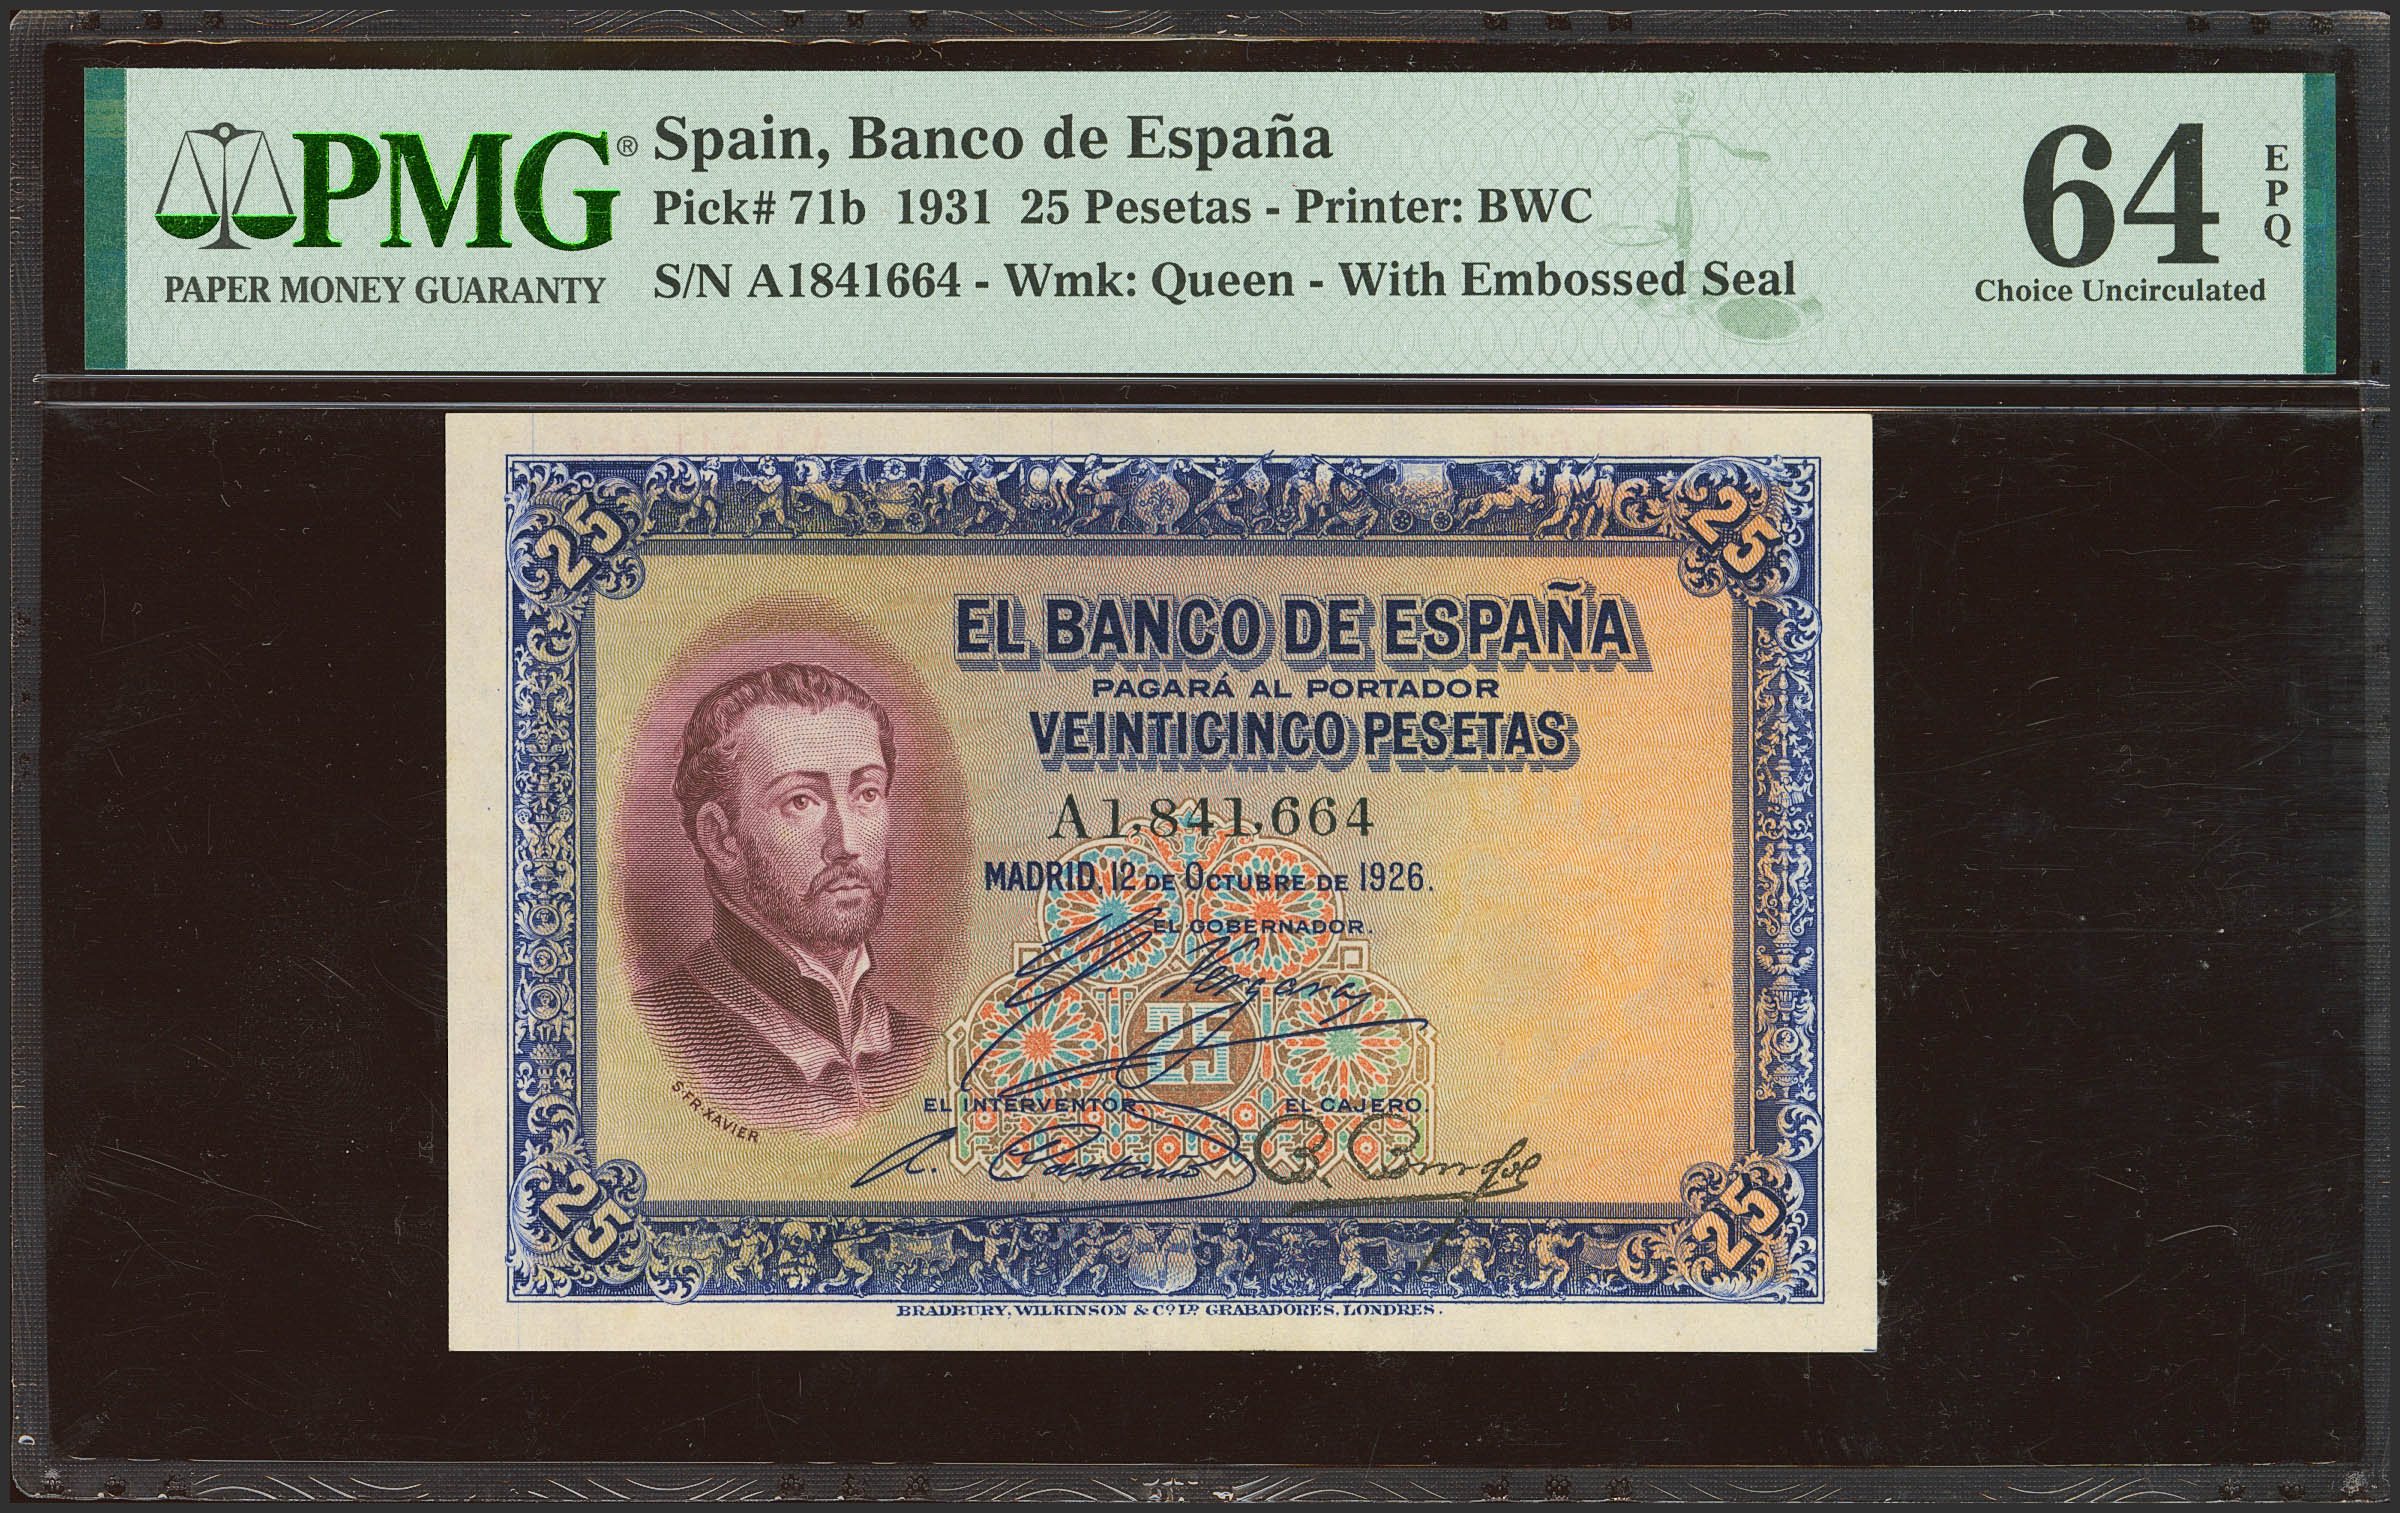 PMG®
PAPER MONEY GUARANTY
Spain, Banco de España
Pick# 71b 1931 25 Pesetas - Printer: BWC
S/N A1841664 - Wmk: Queen - With Embossed Seal
64 EPQ
Choice Uncirculated
25
25
EL BANCO DE ESPAÑA
PAGARÁ AL PORTADOR
VEINTICINCO PESETAS
A1,841,664
MADRID, 12 DE OCTUBRE DE 1926.
EL GOBERNADOR.
25
EL INTERVENTOR.
EL CAJERO.
S. FR. XAVIER
25
25
BRADBURY, WILKINSON & Cº Lᴰ GRABADORES, LONDRES.